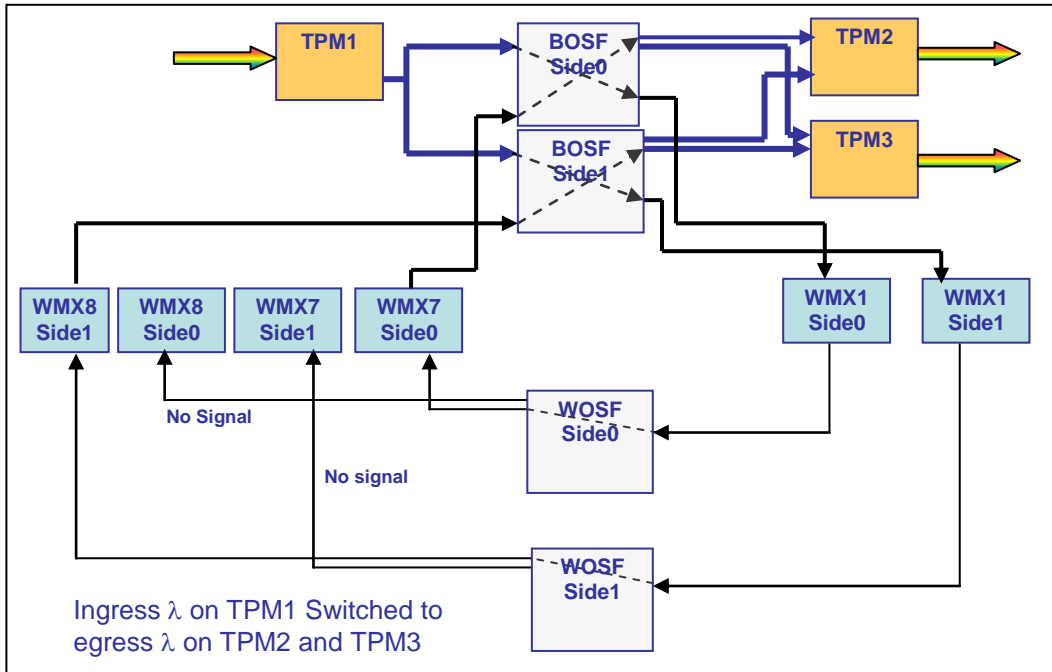 TPM1
BOSF
Side0
TPM2
BOSF
Side1
TPM3
WMX8
Side1
WMX8
Side0
WMX7
Side1
WMX7
Side0
WMX1
Side0
WMX1
Side1
No Signal
WOSF
Side0
No signal
WOSF
Side1
Ingress λ on TPM1 Switched to
egress λ on TPM2 and TPM3